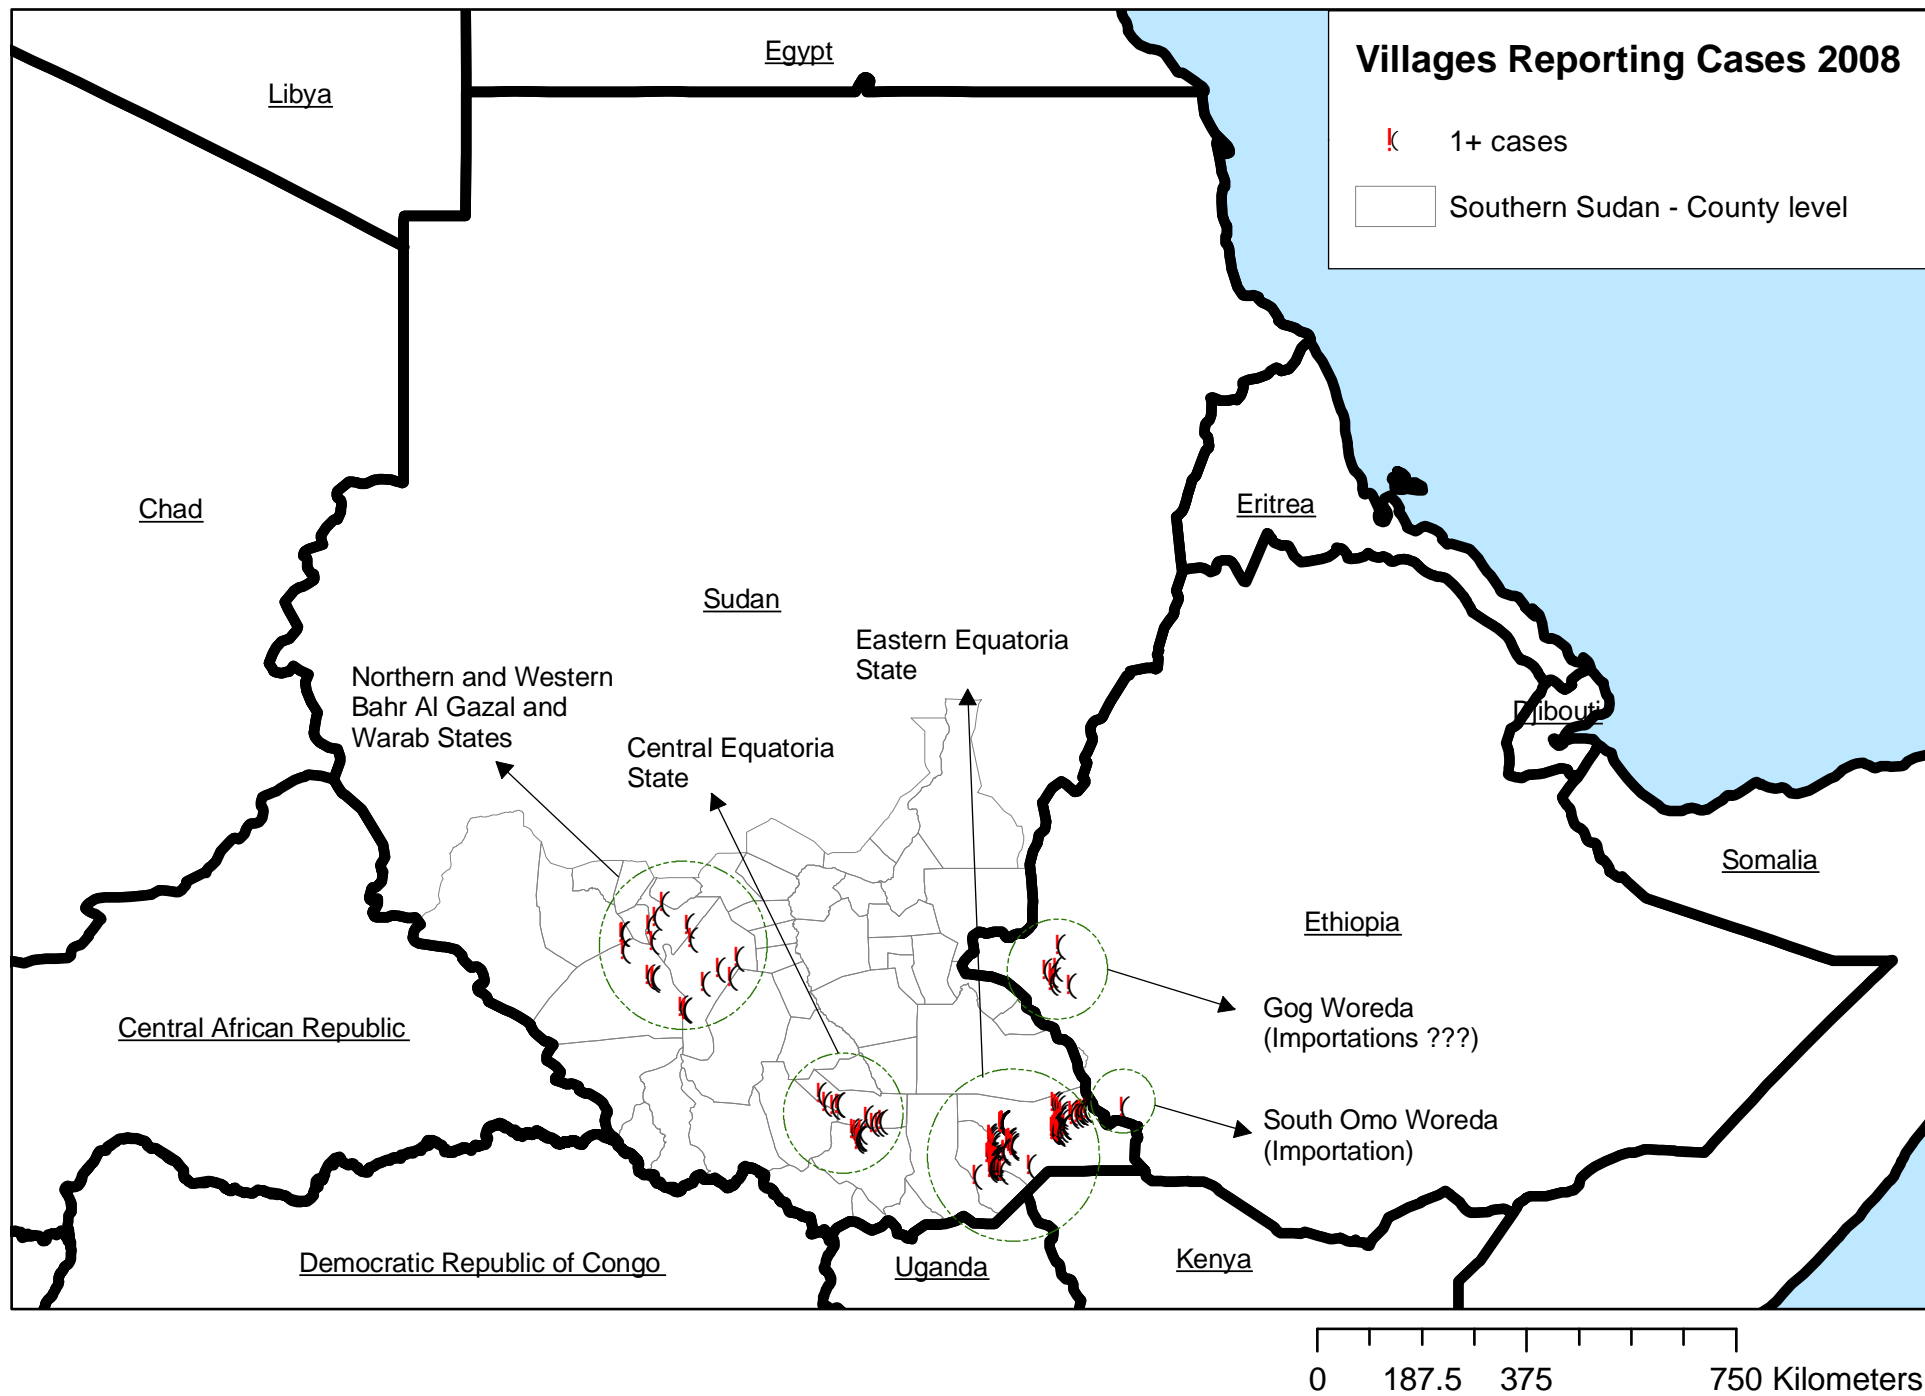 Villages Reporting Cases 2008
1+ cases
Southern Sudan - County level
Egypt
Libya
Chad
Eritrea
Sudan
Eastern Equatoria
State
Northern and Western
Bahr Al Gazal and
Warab States
Central Equatoria
State
Djibouti
Somalia
Ethiopia
Gog Woreda
(Importations ???)
Central African Republic
South Omo Woreda
(Importation)
Democratic Republic of Congo
Uganda
Kenya
0 187.5 375 750 Kilometers